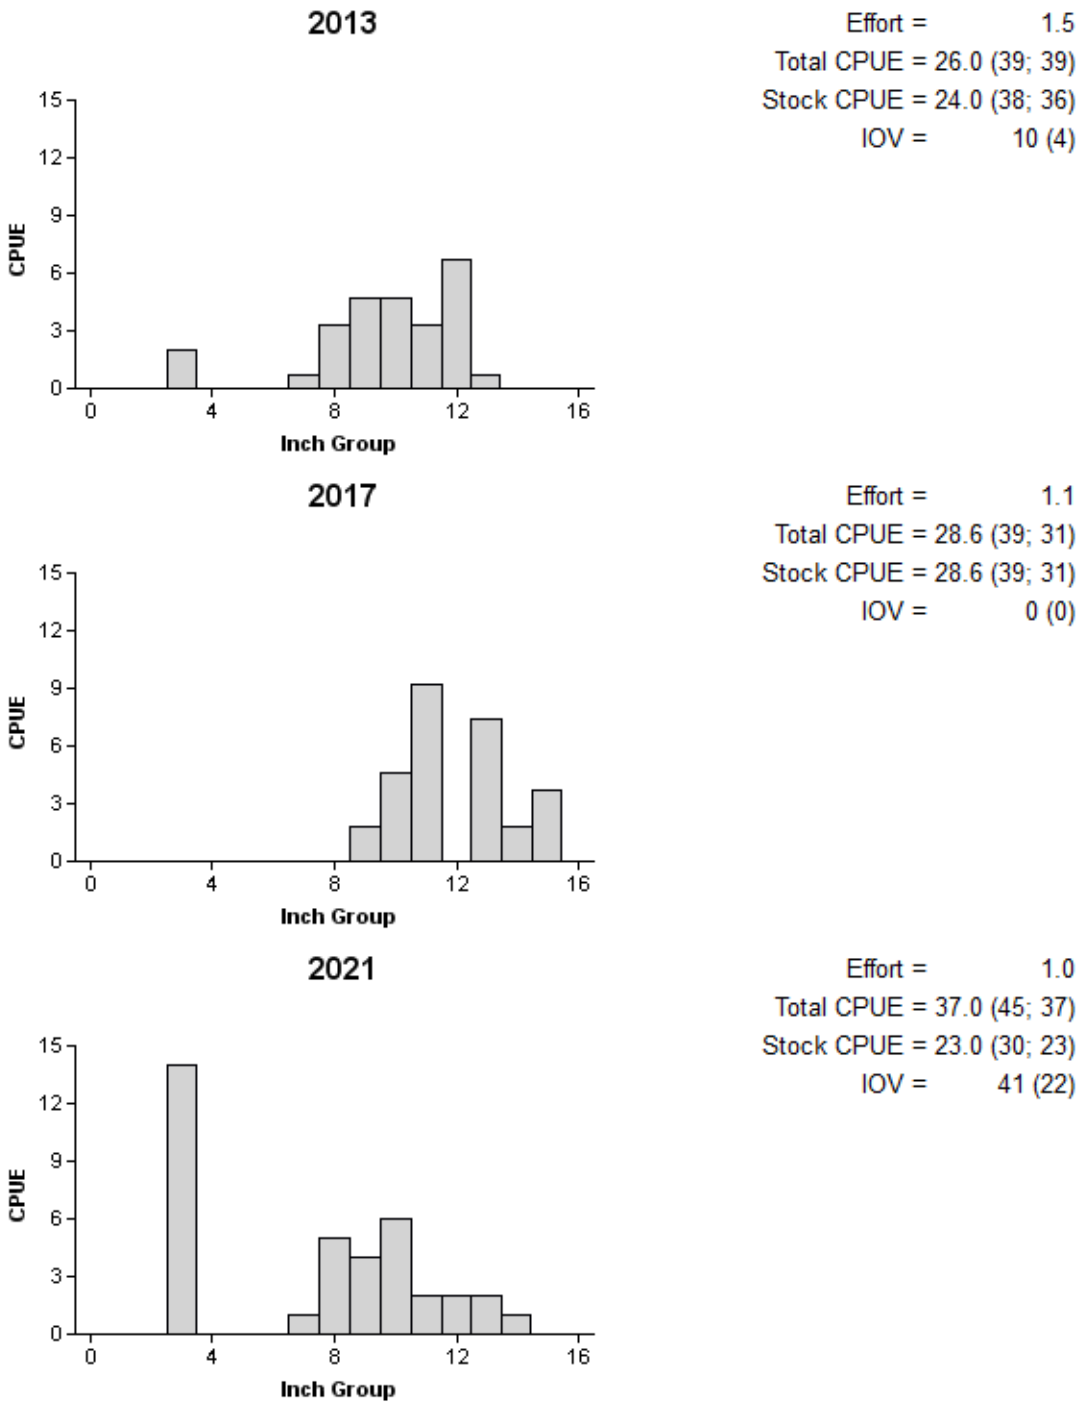 2013
Effort = 1.5
Total CPUE = 26.0 (39; 39)
Stock CPUE = 24.0 (38; 36)
IOV = 10 (4)
15
12
9
6
3
0
CPUE
0 4 8 12 16
Inch Group
2017
Effort = 1.1
Total CPUE = 28.6 (39; 31)
Stock CPUE = 28.6 (39; 31)
IOV = 0 (0)
15
12
9
6
3
0
CPUE
0 4 8 12 16
Inch Group
2021
Effort = 1.0
Total CPUE = 37.0 (45; 37)
Stock CPUE = 23.0 (30; 23)
IOV = 41 (22)
15
12
9
6
3
0
CPUE
0 4 8 12 16
Inch Group